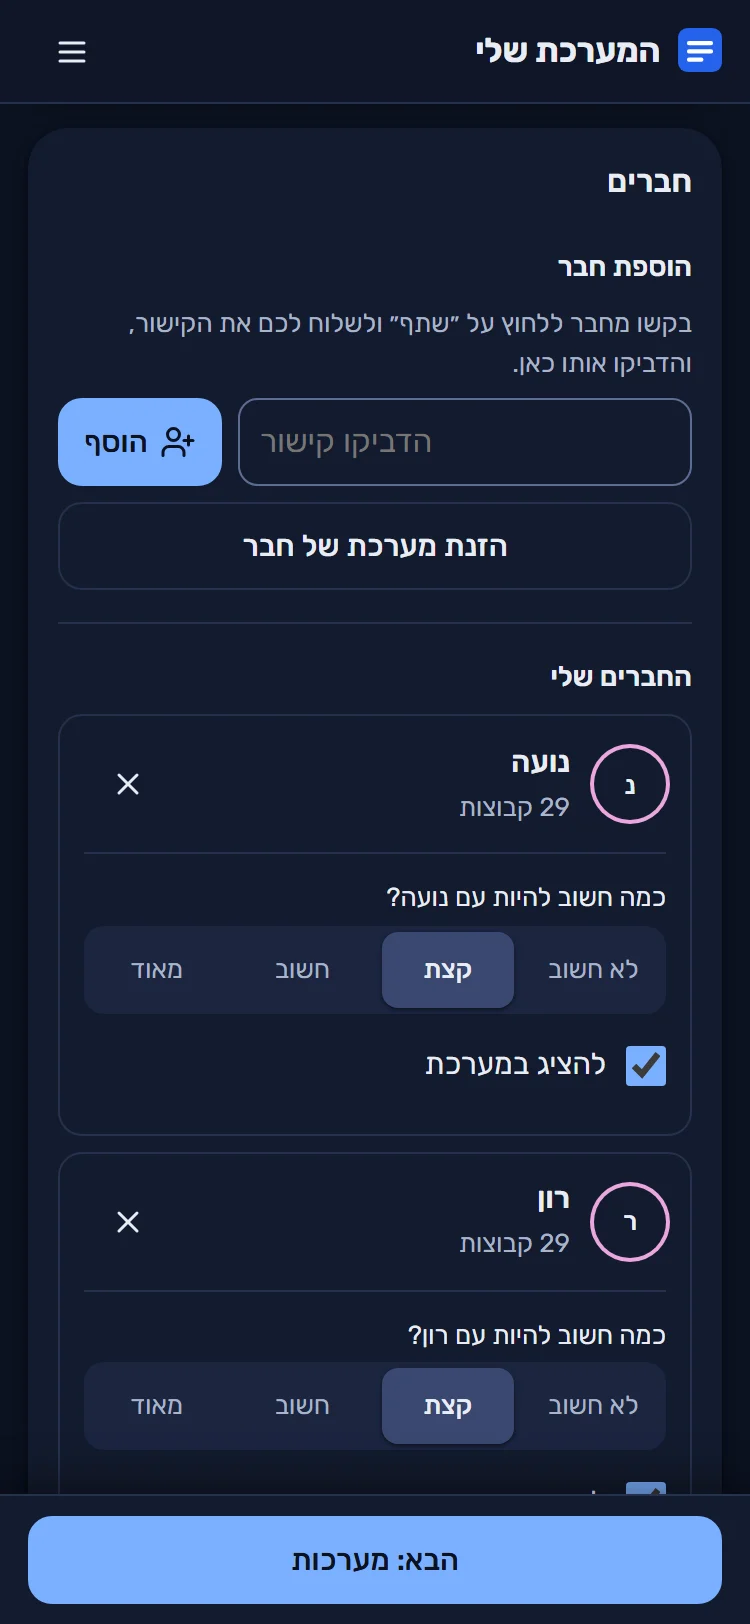 המערכת שלי
חברים
הוספת חבר
בקשו מחבר ללחוץ על ״שתף״ ולשלוח לכם את הקישור,
והדביקו אותו כאן.
הדביקו קישור
הוסף
הזנת מערכת של חבר
החברים שלי
נ
נועה
29 קבוצות
כמה חשוב להיות עם נועה?
לא חשוב
קצת
חשוב
מאוד
להציג במערכת
ר
רון
29 קבוצות
כמה חשוב להיות עם רון?
לא חשוב
קצת
חשוב
מאוד
הבא: מערכות